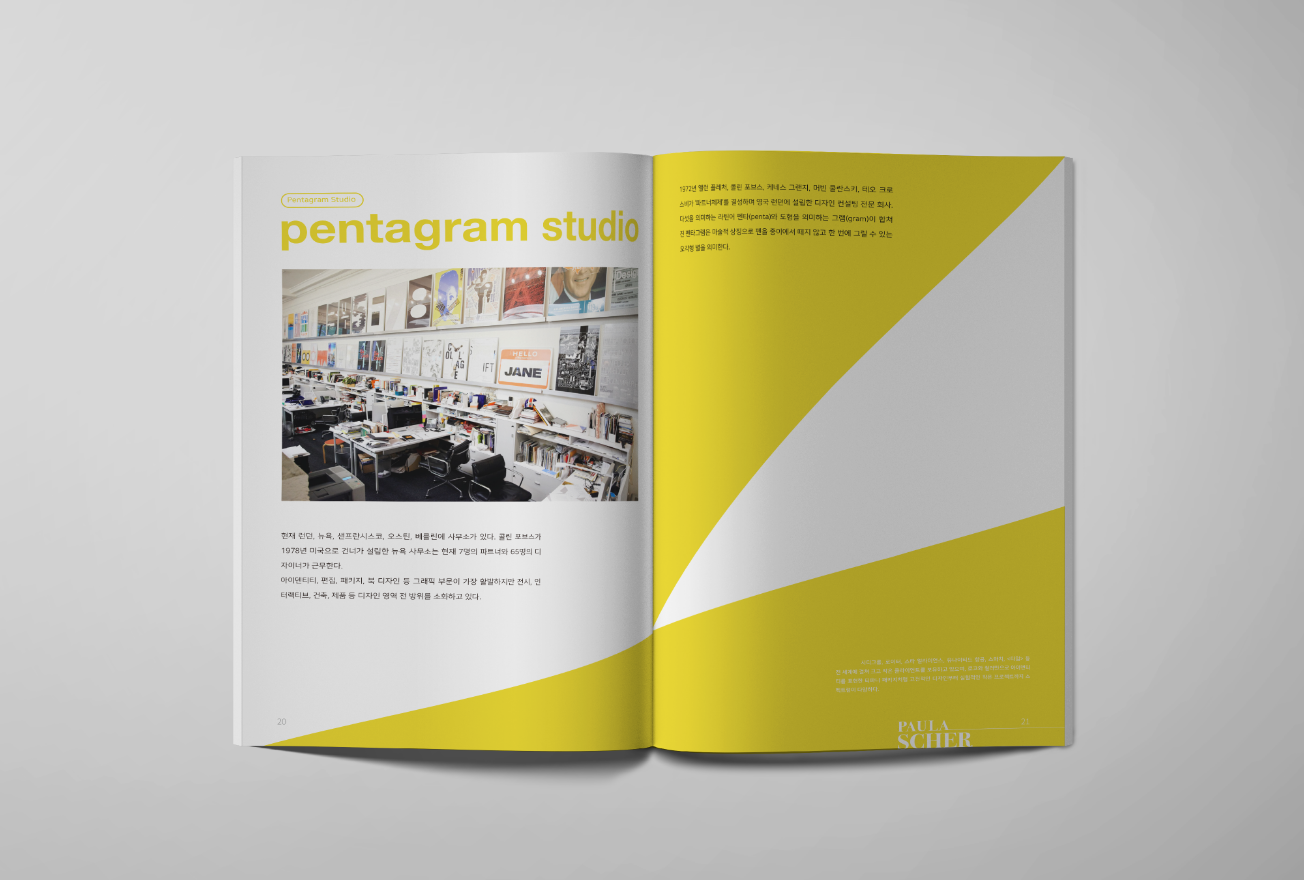 Pentagram Studio
pentagram studio
HELLO
JANE
COLLAGE
현재 런던, 뉴욕, 샌프란시스코, 오스틴, 베를린에 사무소가 있다. 콜린 포브스가
1978년 미국으로 건너가 설립한 뉴욕 사무소는 현재 7명의 파트너와 65명의 디
자이너가 근무한다.
아이덴티티, 편집, 패키지, 북 디자인 등 그래픽 부문이 가장 활발하지만 전시, 인
터랙티브, 건축, 제품 등 디자인 영역 전 방위를 소화하고 있다.
20
1972년 앨런 플레처, 콜린 포브스, 케네스 그랜지, 머빈 쿨란스키, 테오 크로
스비가 '파트너체제'를 결성하며 영국 런던에 설립한 디자인 컨설팅 전문 회사.
다섯을 의미하는 라틴어 펜타(penta)와 도형을 의미하는 그램(gram)이 합쳐
진 펜타그램은 마술적 상징으로 펜을 종이에서 떼지 않고 한 번에 그릴 수 있는
오각형 별을 의미한다.
PAULA
SCHER
21